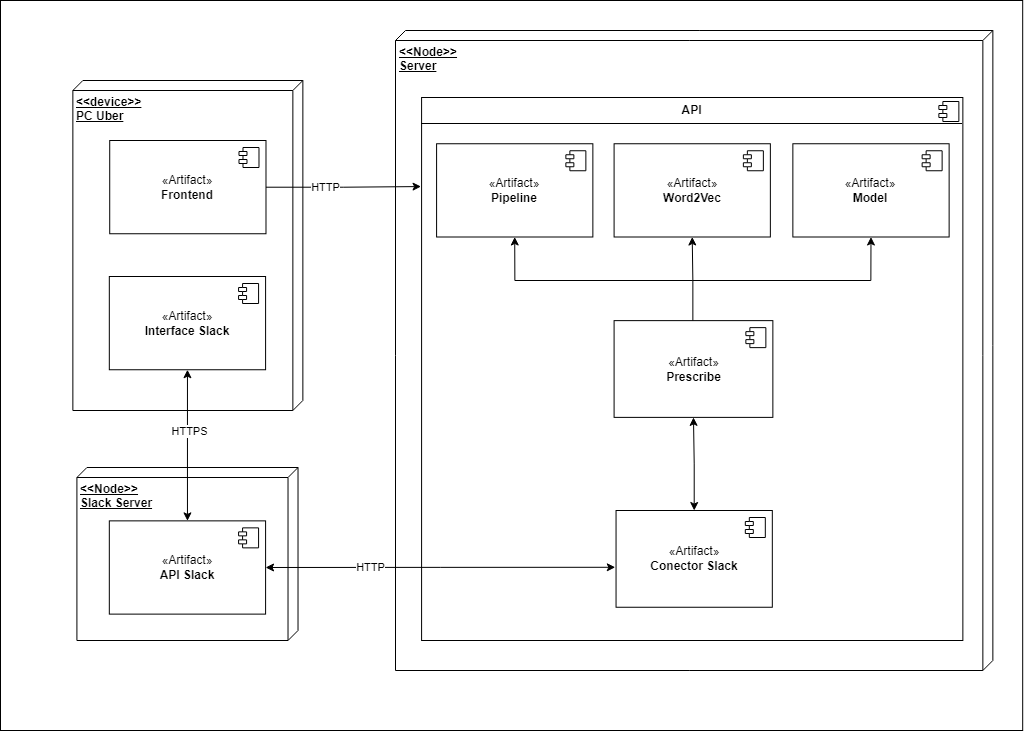 <<Node>>
Server
<<device>>
PC Uber
API
«Artifact»
Frontend
HTTP
«Artifact»
Pipeline
«Artifact»
Word2Vec
«Artifact»
Model
«Artifact»
Interface Slack
«Artifact»
Prescribe
HTTPS
<<Node>>
Slack Server
«Artifact»
API Slack
HTTP
«Artifact»
Conector Slack